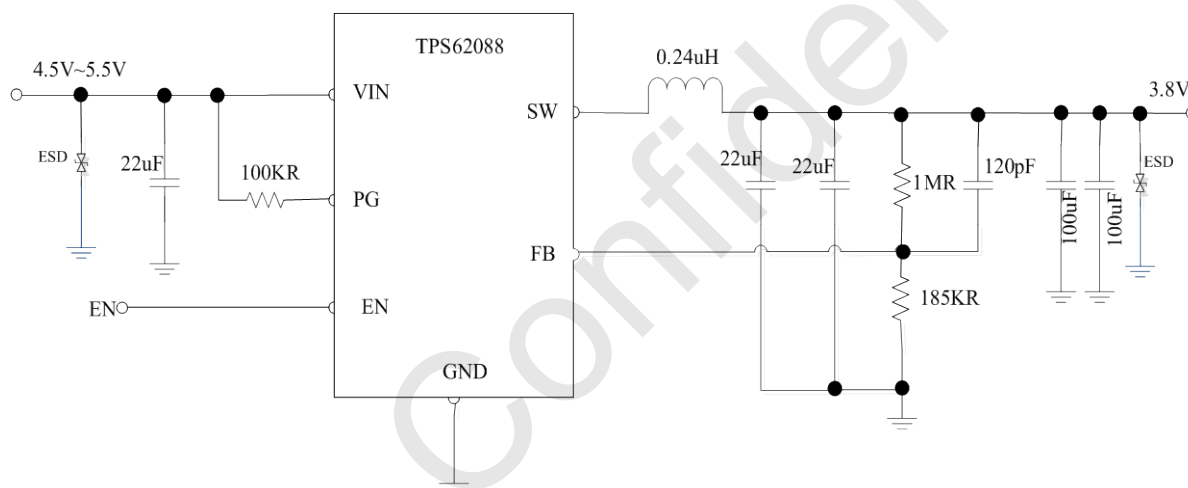 TPS62088
4.5V~5.5V
VIN
ESD
22uF
100KR
PG
EN
EN
GND
SW
FB
0.24uH
3.8V
22uF
22uF
1MR
120pF
100uF
100uF
ESD
185KR